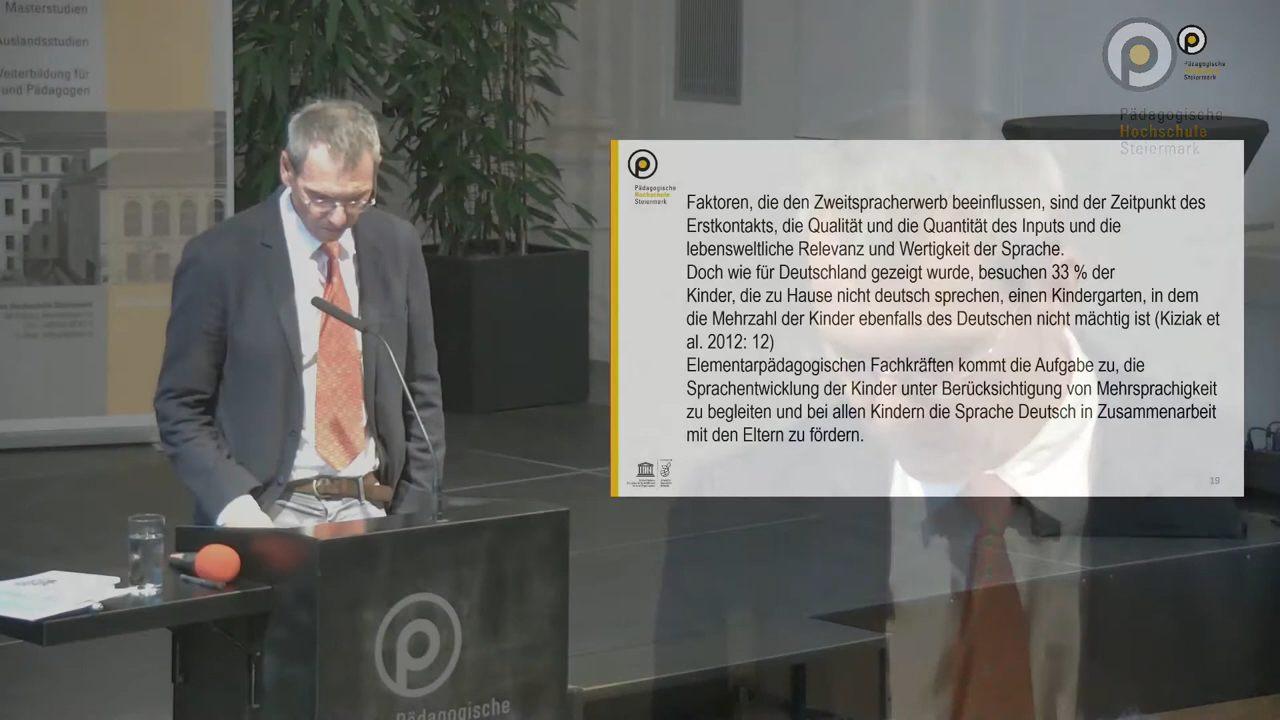 Masterstudien
Auslandsstudien
Weiterbildung für
und Pädagogen
Pädagogische
Hochschule
Steiermark
Pädagogische
Steiermark
Pädagogische
Hochschule
Steiermark
Faktoren, die den Zweitspracherwerb beeinflussen, sind der Zeitpunkt des
Erstkontakts, die Qualität und die Quantität des Inputs und die
lebensweltliche Relevanz und Wertigkeit der Sprache.
Doch wie für Deutschland gezeigt wurde, besuchen 33 % der
Kinder, die zu Hause nicht deutsch sprechen, einen Kindergarten, in dem
die Mehrzahl der Kinder ebenfalls des Deutschen nicht mächtig ist (Kiziak et
al. 2012: 12)
Elementarpädagogischen Fachkräften kommt die Aufgabe zu, die
Sprachentwicklung der Kinder unter Berücksichtigung von Mehrsprachigkeit
zu begleiten und bei allen Kindern die Sprache Deutsch in Zusammenarbeit
mit den Eltern zu fördern.
19
Pädagogische